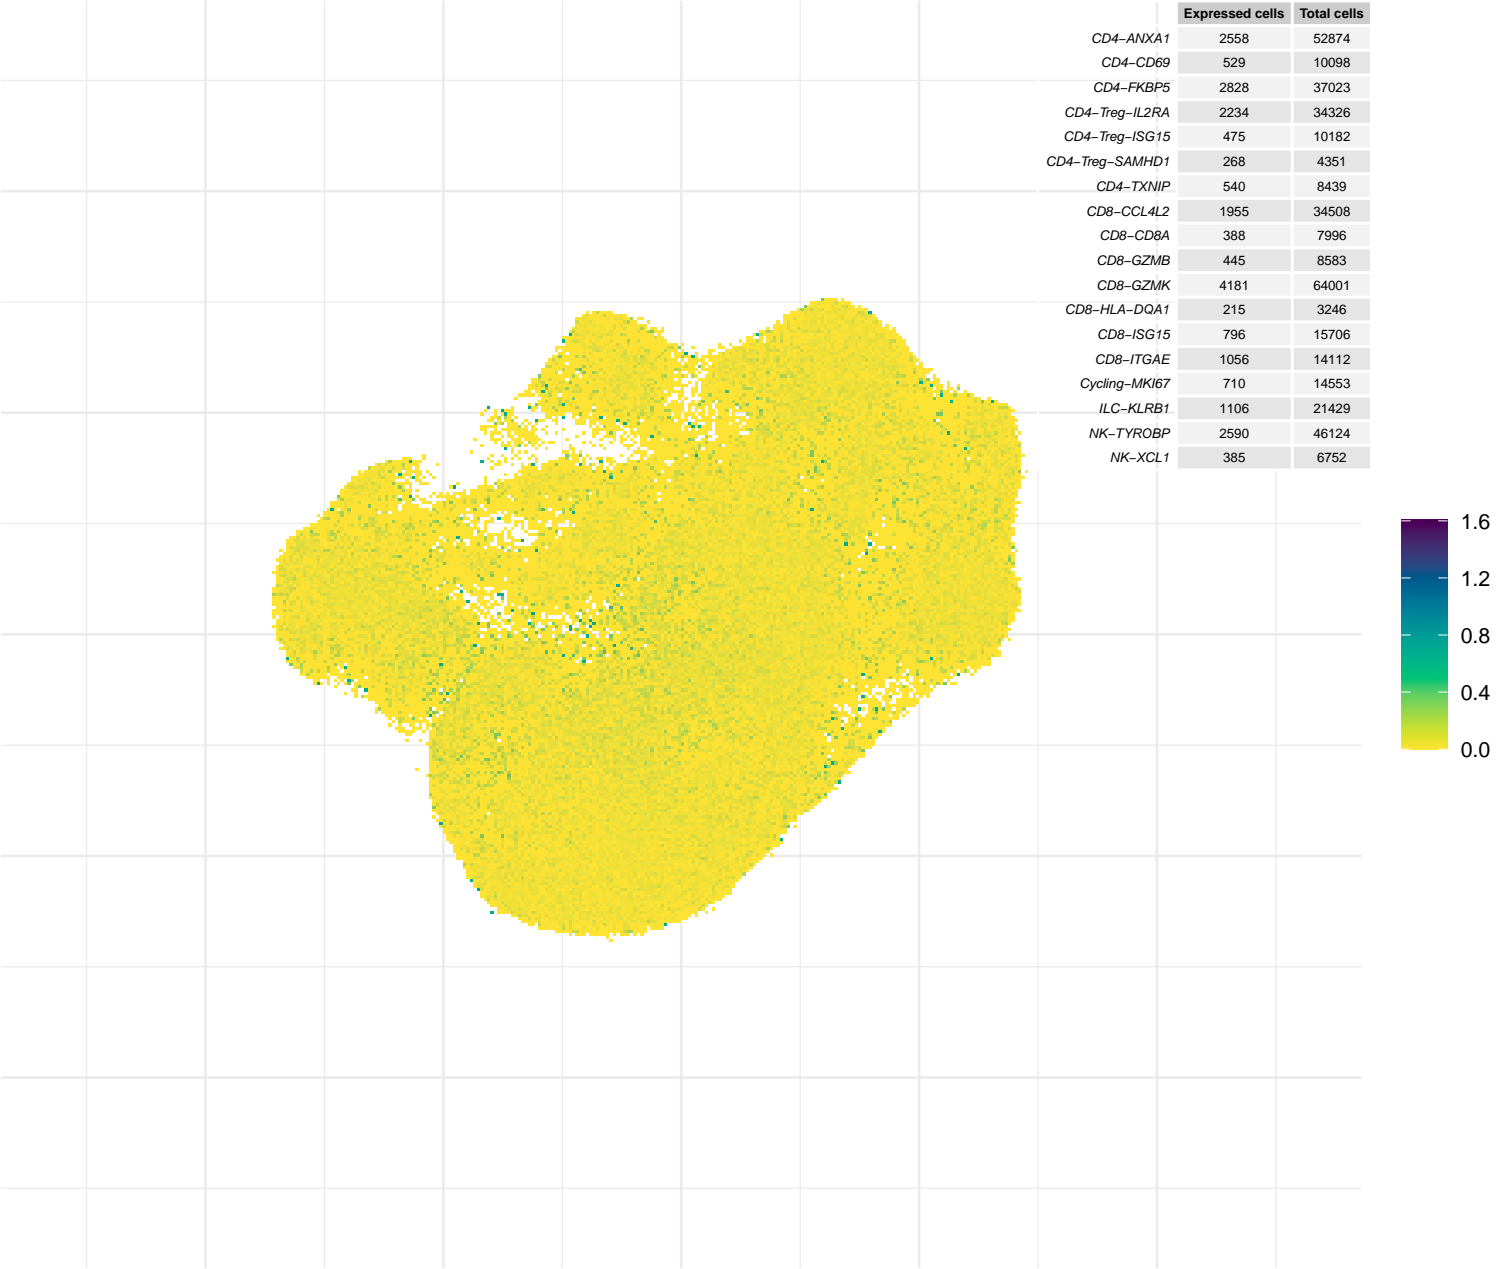 Expressed cells Total cells
CD4−ANXA1 2558 52874
CD4−CD69 529 10098
CD4−FKBP5 2828 37023
CD4−Treg−IL2RA 2234 34326
CD4−Treg−ISG15 475 10182
CD4−Treg−SAMHD1 268 4351
CD4−TXNIP 540 8439
CD8−CCL4L2 1955 34508
CD8−CD8A 388 7996
CD8−GZMB 445 8583
CD8−GZMK 4181 64001
CD8−HLA−DQA1 215 3246
CD8−ISG15 796 15706
CD8−ITGAE 1056 14112
Cycling−MKI67 710 14553
ILC−KLRB1 1106 21429
NK−TYROBP 2590 46124
NK−XCL1 385 6752
1.6
1.2
0.8
0.4
0.0